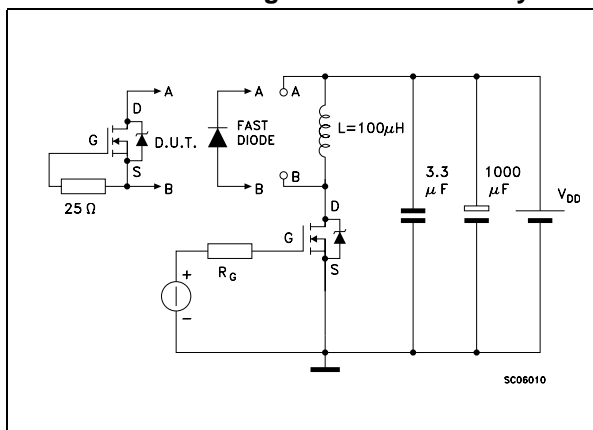 A
A
A
D
G
D.U.T.
FAST
DIODE
L=100μH
S
B
B
B
25 Ω
3.3
μF
1000
μF
VDD
D
G
S
RG
+
−
SC06010